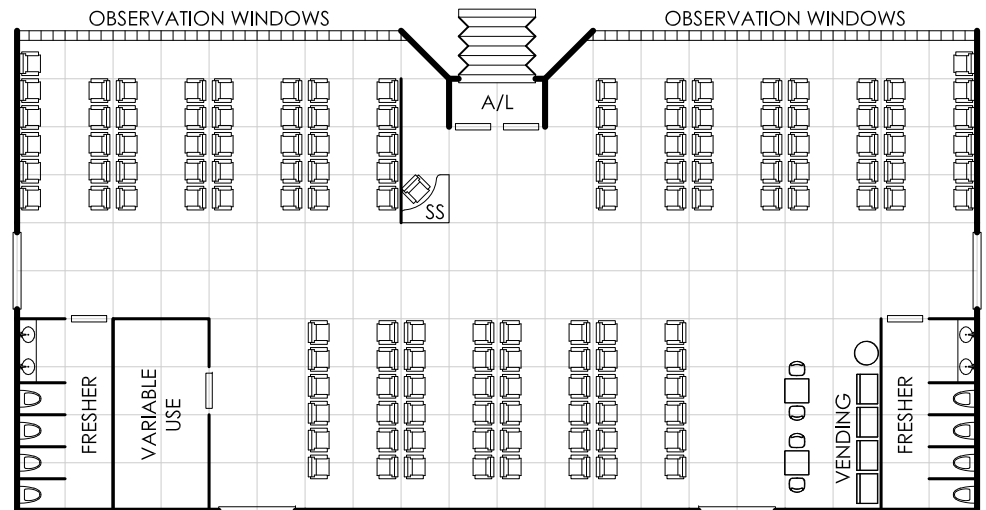 OBSERVATION WINDOWS
OBSERVATION WINDOWS
A/L
SS
FRESHER
VARIABLE
USE
VENDING
FRESHER